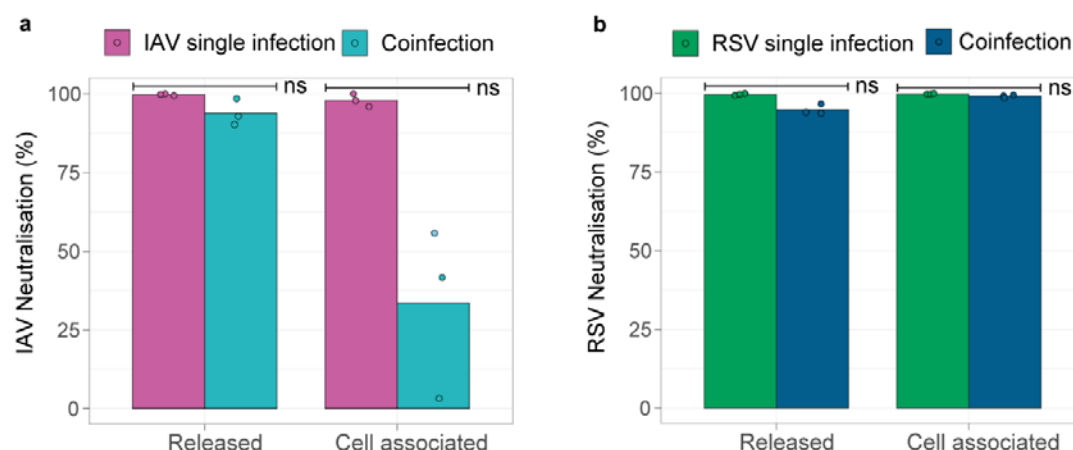 a
IAV single infection Coinfection
IAV Neutralisation (%)
100
75
50
25
0
ns
ns
Released Cell associated
b
RSV single infection Coinfection
RSV Neutralisation (%)
100
75
50
25
0
ns
ns
Released Cell associated